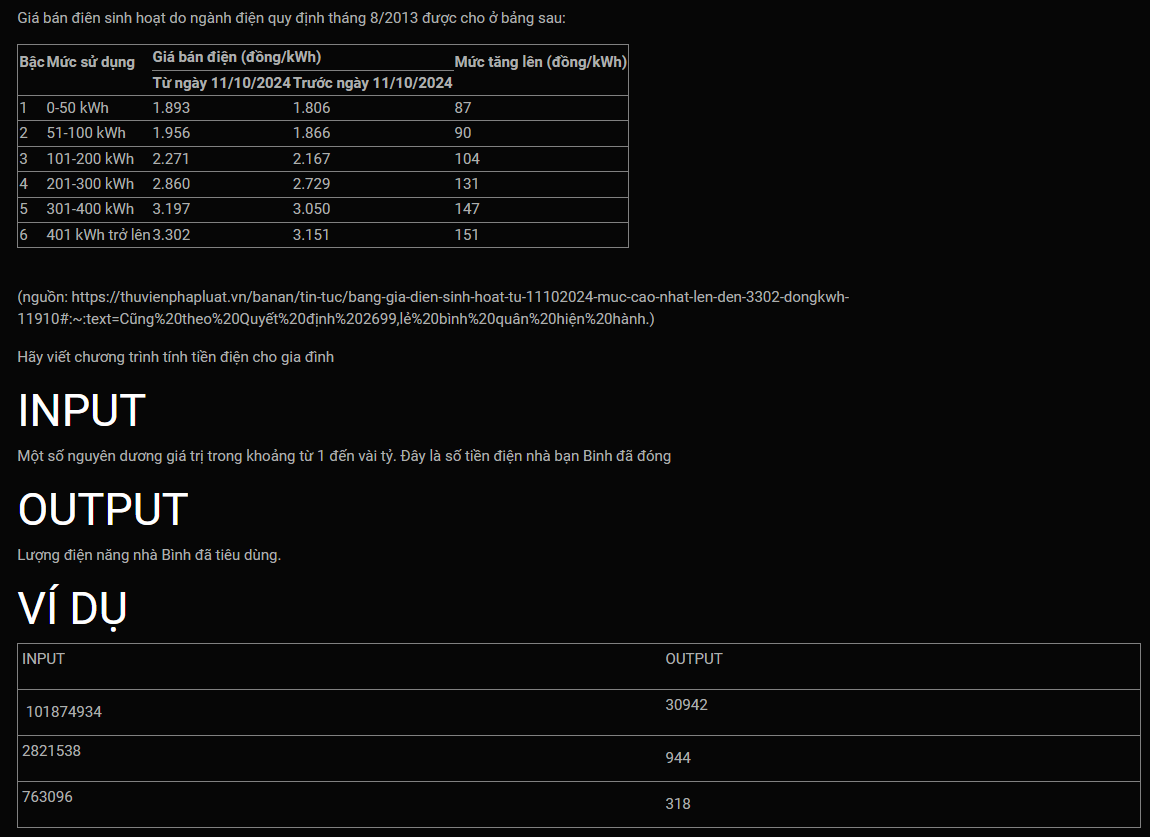 Giá bán điên sinh hoạt do ngành điện quy định tháng 8/2013 được cho ở bảng sau:
Bậc Mức sử dụng Giá bán điện (đồng/kWh) Mức tăng lên (đồng/kWh)
Từ ngày 11/10/2024 Trước ngày 11/10/2024
1 0-50 kWh 1.893 1.806 87
2 51-100 kWh 1.956 1.866 90
3 101-200 kWh 2.271 2.167 104
4 201-300 kWh 2.860 2.729 131
5 301-400 kWh 3.197 3.050 147
6 401 kWh trở lên 3.302 3.151 151
(nguồn: https://thuvienphapluat.vn/banan/tin-tuc/bang-gia-dien-sinh-hoat-tu-11102024-muc-cao-nhat-len-den-3302-dongkwh-
11910#:~:text=Cũng%20theo%20Quyết%20định%202699,lẻ%20bình%20quân%20hiện%20hành.)
Hãy viết chương trình tính tiền điện cho gia đình
INPUT
Một số nguyên dương giá trị trong khoảng từ 1 đến vài tỷ. Đây là số tiền điện nhà bạn Binh đã đóng
OUTPUT
Lượng điện năng nhà Bình đã tiêu dùng.
VÍ DỤ
INPUT OUTPUT
101874934 30942
2821538 944
763096 318